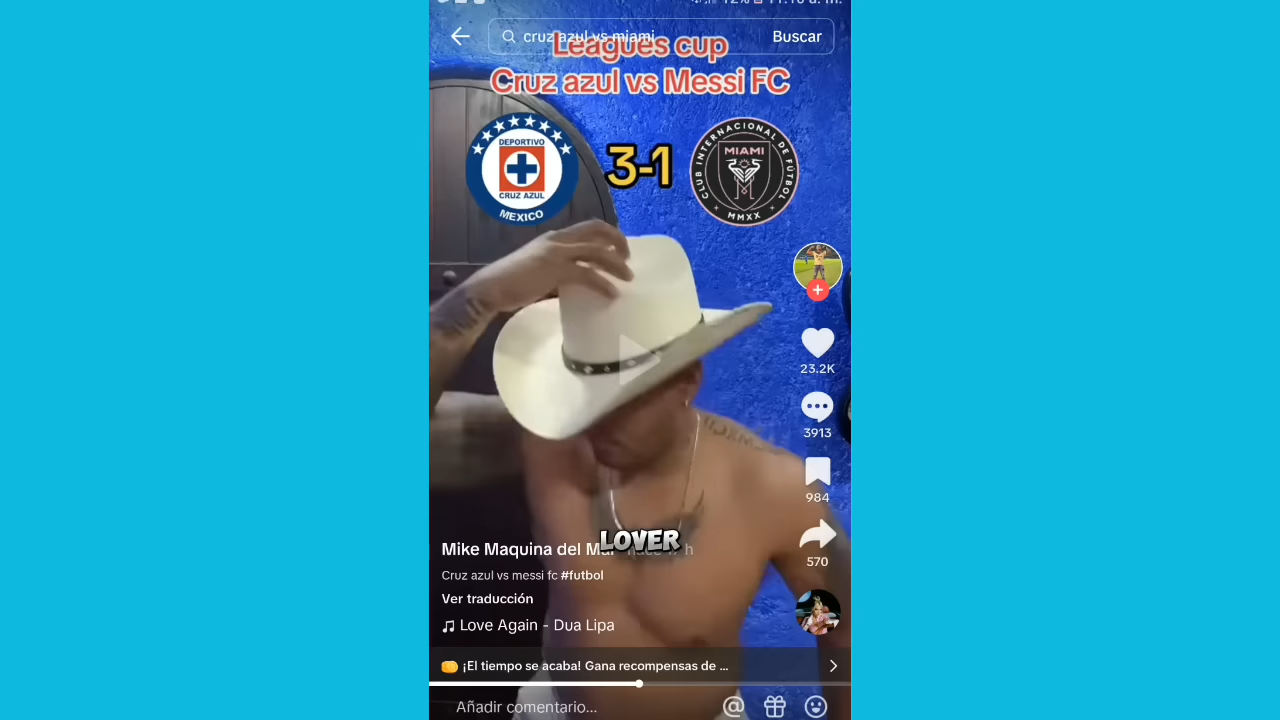 cruz azul vs miami
Buscar
Leagues cup
Cruz azul vs Messi FC
DEPORTIVO
CRUZ AZUL
MEXICO
3-1
CLUB INTERNACIONAL DE FÚTBOL
MIAMI
MMXX
23.2K
3913
984
570
LOVER
Mike Maquina del
Cruz azul vs messi fc #futbol
Ver traducción
Love Again - Dua Lipa
¡El tiempo se acaba! Gana recompensas de ...
Añadir comentario...